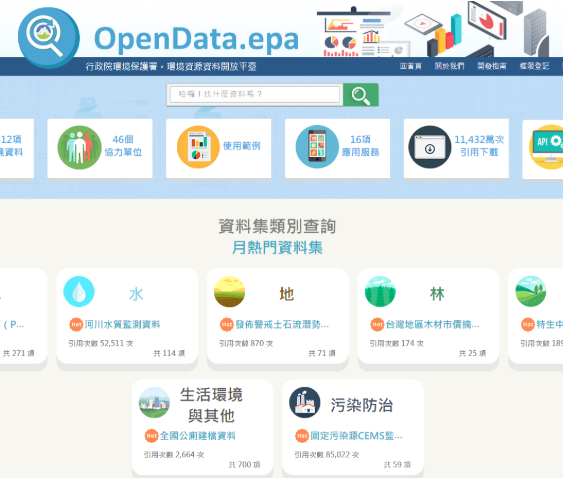 OpenData.epa
行政院環境保護署・環境資源資料開放平臺
回首頁 關於我們 開發指南 權限登記
哈囉！找什麼資料嗎？
12項
46個
協力單位
使用範例
16項
應用服務
11,432萬次
引用下載
API
資料集類別查詢
月熱門資料集
水
地
林
(P...
Hot 河川水質監測資料
Hot 發佈警戒土石流潛勢...
Hot 台灣地區木材市價摘...
Hot 特生中
引用次數 52,511 次
引用次數 870 次
引用次數 174 次
引用次數 189
共 271 項
共 114 項
共 71 項
共 25 項
生活環境
與其他
污染防治
Hot 全國公廁建檔資料
Hot 固定污染源CEMS監...
引用次數 2,664 次
引用次數 85,022 次
共 700 項
共 59 項